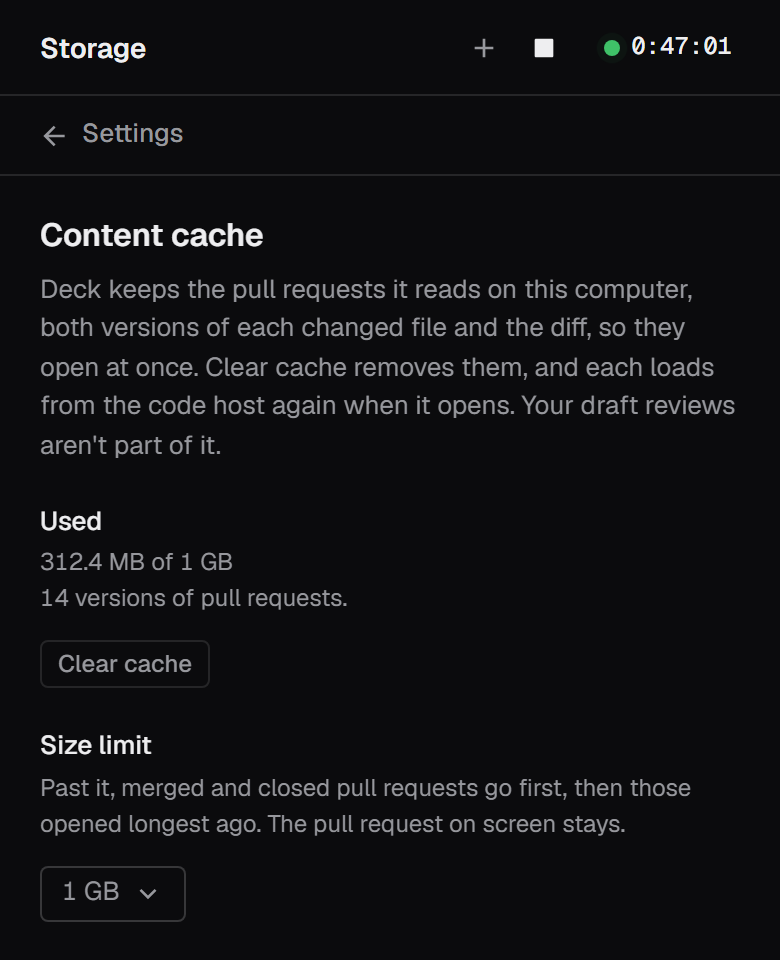 Storage
0:47:01
Settings
Content cache
Deck keeps the pull requests it reads on this computer,
both versions of each changed file and the diff, so they
open at once. Clear cache removes them, and each loads
from the code host again when it opens. Your draft reviews
aren't part of it.
Used
312.4 MB of 1 GB
14 versions of pull requests.
Clear cache
Size limit
Past it, merged and closed pull requests go first, then those
opened longest ago. The pull request on screen stays.
1 GB